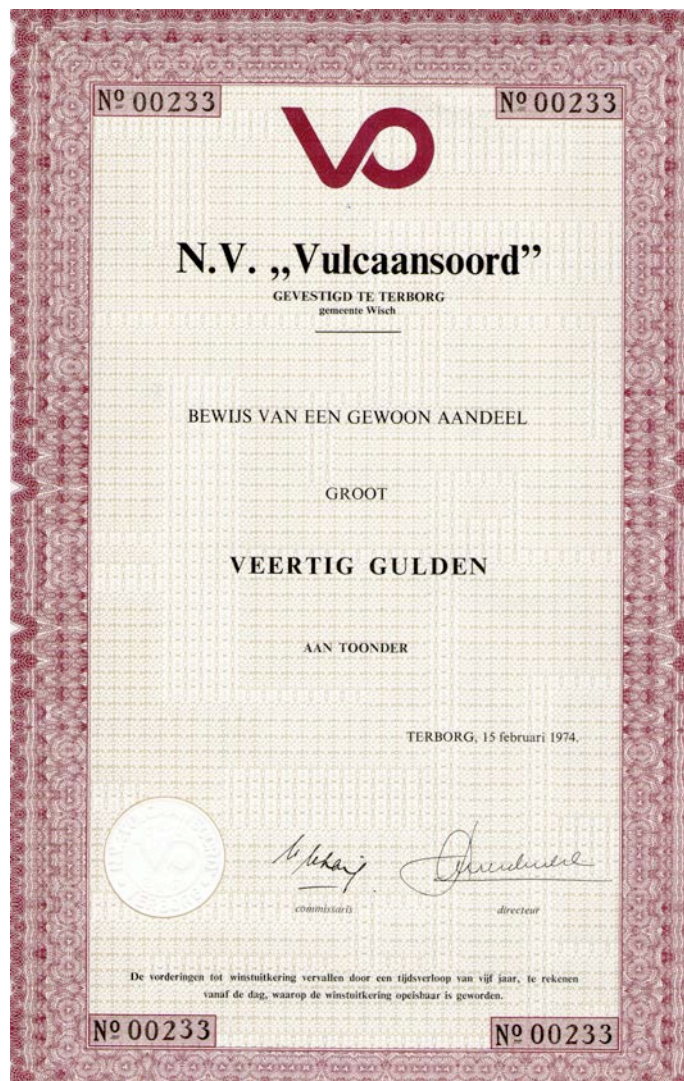 Nº 00233 Nº 00233
VO
N.V. „Vulcaansoord”
GEVESTIGD TE TERBORG
gemeente Wisch
BEWIJS VAN EEN GEWOON AANDEEL
GROOT
VEERTIG GULDEN
AAN TOONDER
TERBORG, 15 februari 1974.
commissaris directeur
De vorderingen tot winstuitkering vervallen door een tijdsverloop van vijf jaar, te rekenen
vanaf de dag, waarop de winstuitkering opeisbaar is geworden.
Nº 00233 Nº 00233